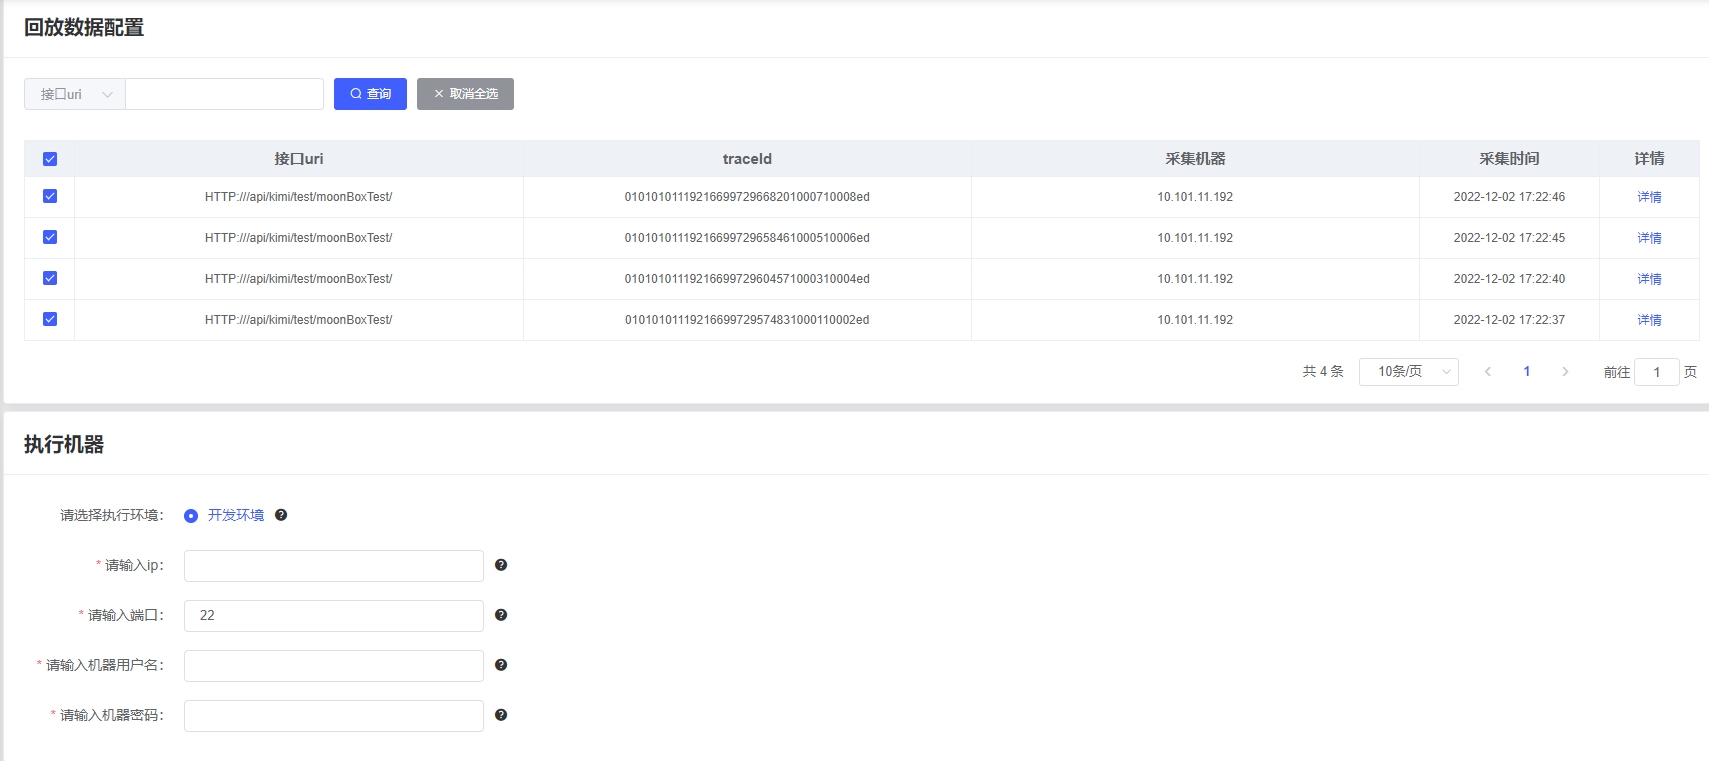 回放数据配置
接口uri 查询 取消全选
接口uri traceId 采集机器 采集时间 详情
HTTP:///api/kimi/test/moonBoxTest/ 010101011192166997296682010007100​08ed 10.101.11.192 2022-12-02 17:22:46 详情
HTTP:///api/kimi/test/moonBoxTest/ 01010101119216699729658461000510006ed 10.101.11.192 2022-12-02 17:22:45 详情
HTTP:///api/kimi/test/moonBoxTest/ 01010101119216699729604571000310004ed 10.101.11.192 2022-12-02 17:22:40 详情
HTTP:///api/kimi/test/moonBoxTest/ 01010101119216699729574831000110002ed 10.101.11.192 2022-12-02 17:22:37 详情
共 4 条 10条/页 1 前往 1 页
执行机器
请选择执行环境： 开发环境
* 请输入ip：
* 请输入端口： 22
* 请输入机器用户名：
* 请输入机器密码：